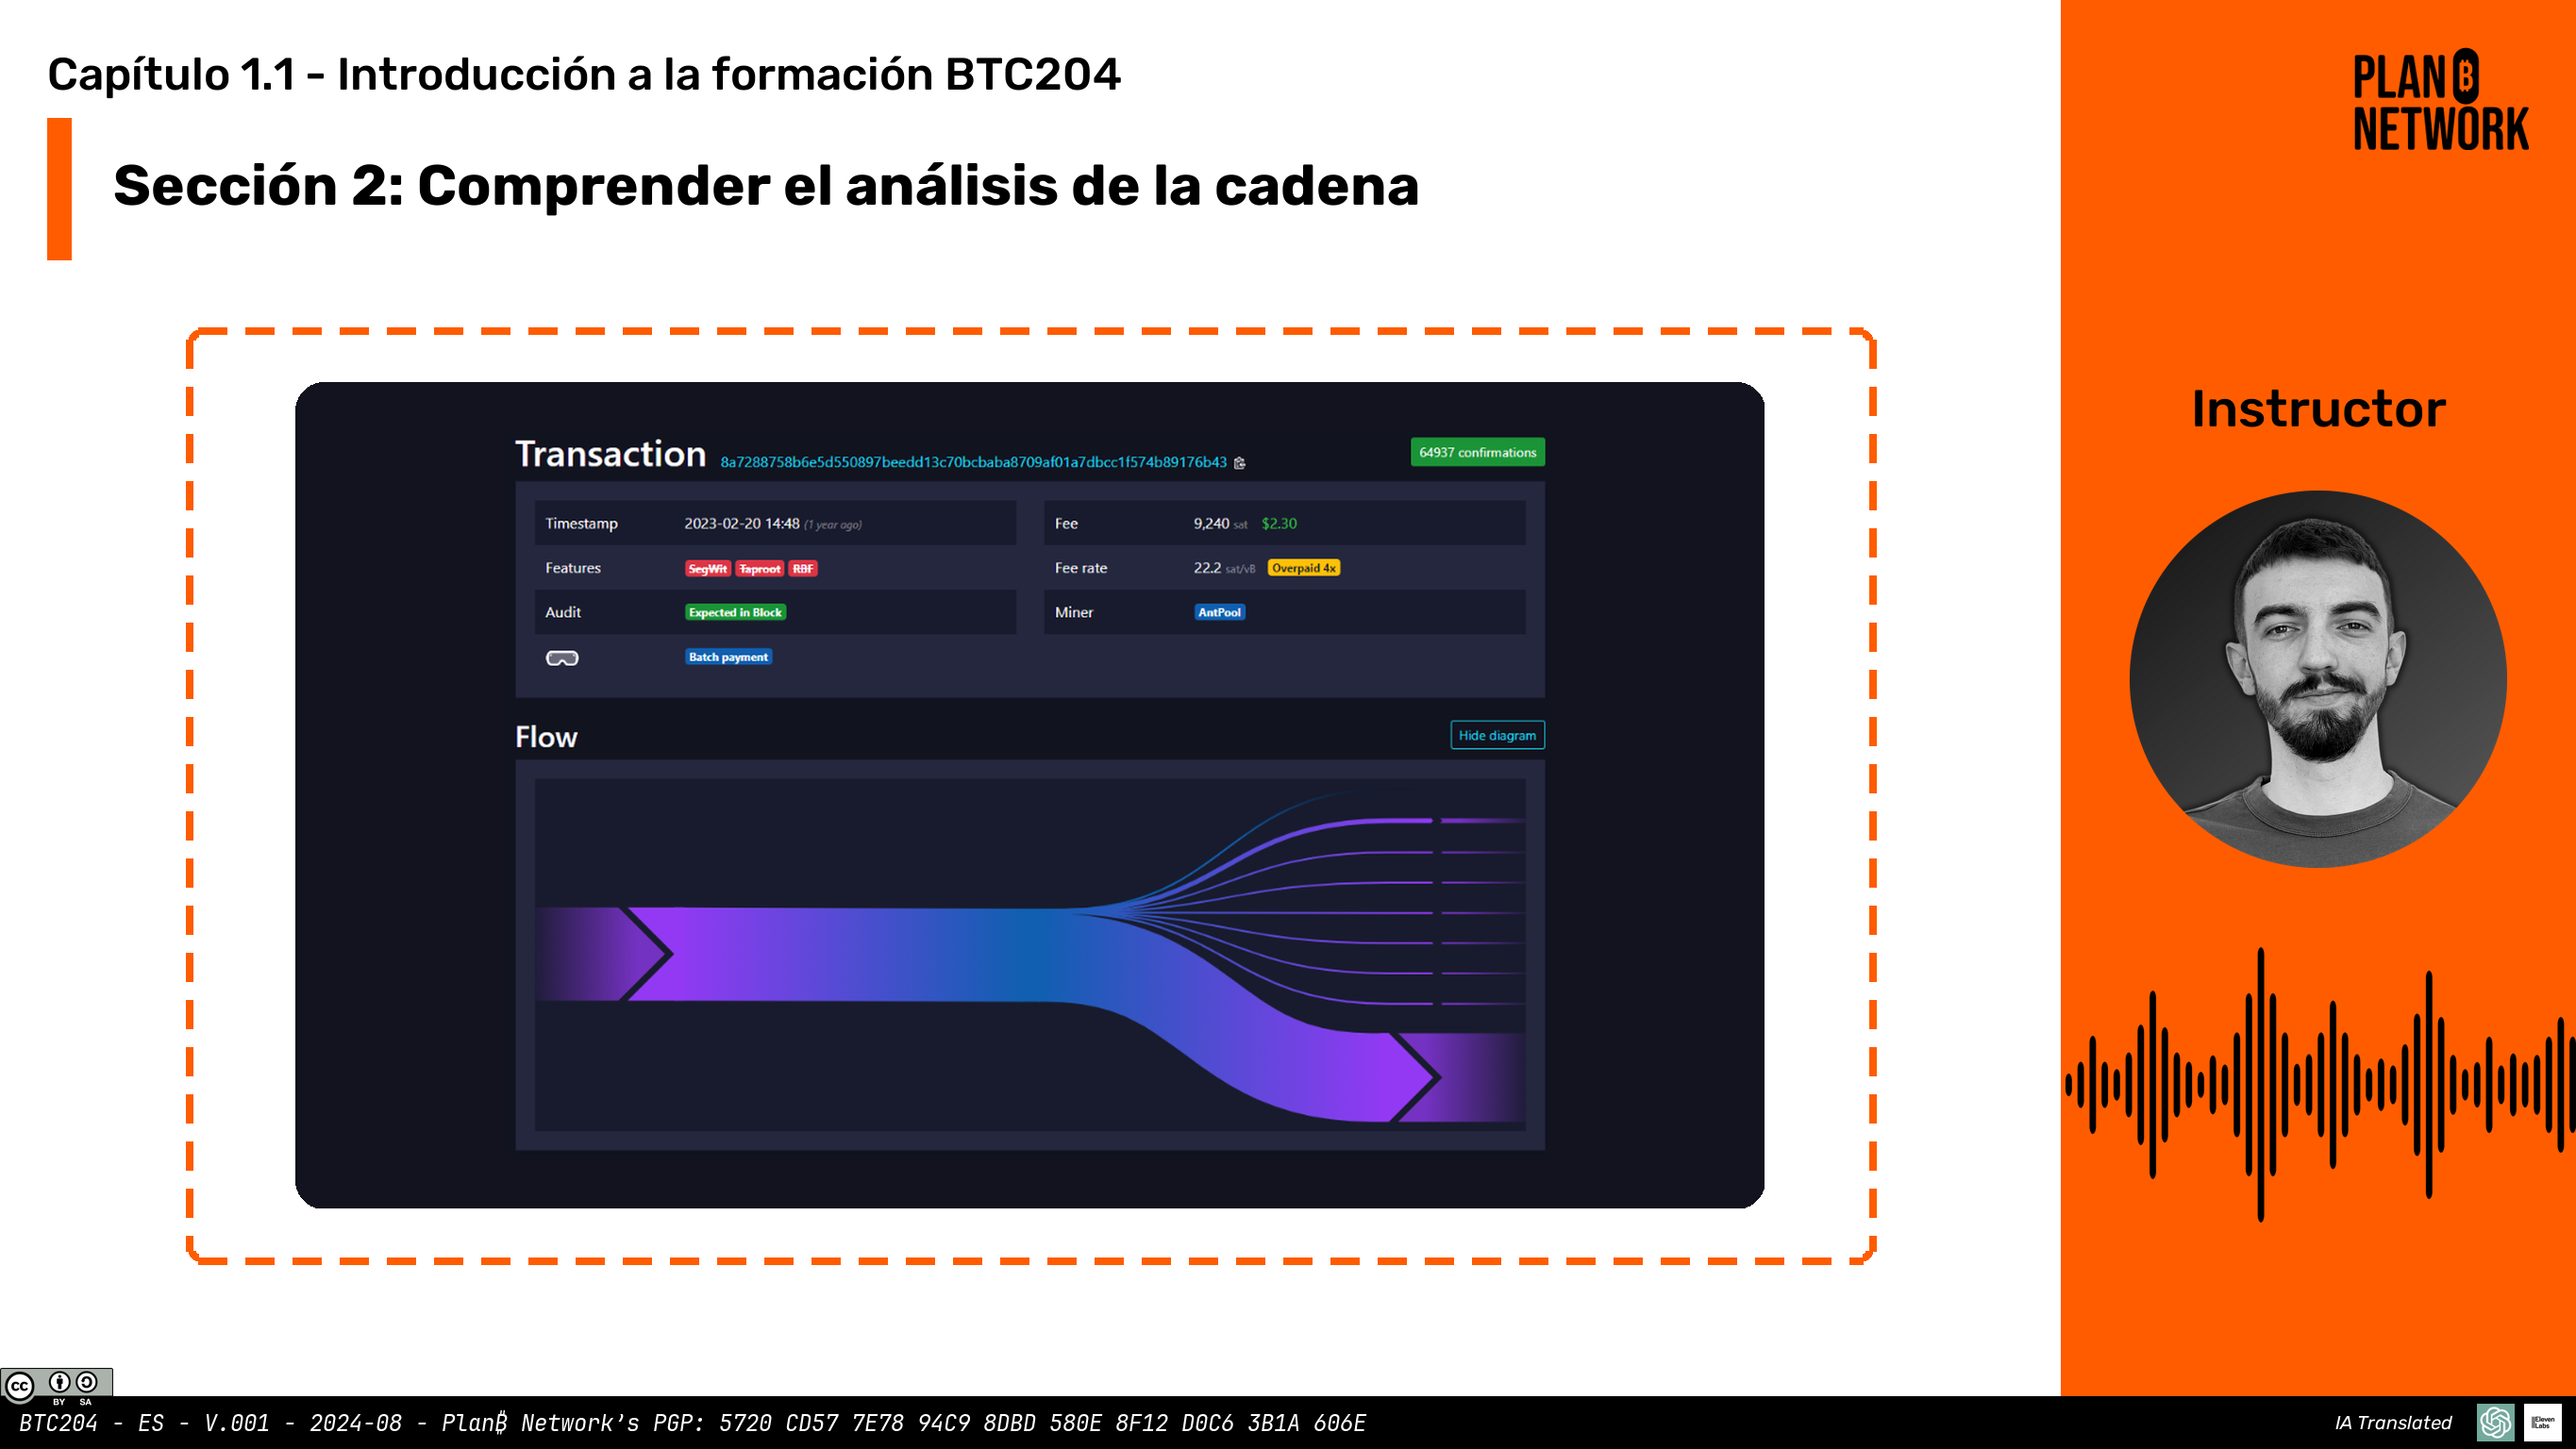 Capítulo 1.1 - Introducción a la formación BTC204
PLAN ₿
NETWORK
Sección 2: Comprender el análisis de la cadena
Instructor
Transaction 8a7288758b6e5d550897beedd13c70bcbaba8709af01a7dbcc1f574b89176b43
64937 confirmations
Timestamp 2023-02-20 14:48 (1 year ago)
Fee 9,240 sat $2.30
Features SegWit Taproot RBF
Fee rate 22.2 sat/vB Overpaid 4x
Audit Expected in Block
Miner AntPool
Batch payment
Flow
Hide diagram
cc BY SA
BTC204 - ES - V.001 - 2024-08 - Plan₿ Network's PGP: 5720 CD57 7E78 94C9 8DBD 580E 8F12 D0C6 3B1A 606E
IA Translated
IIElevenLabs